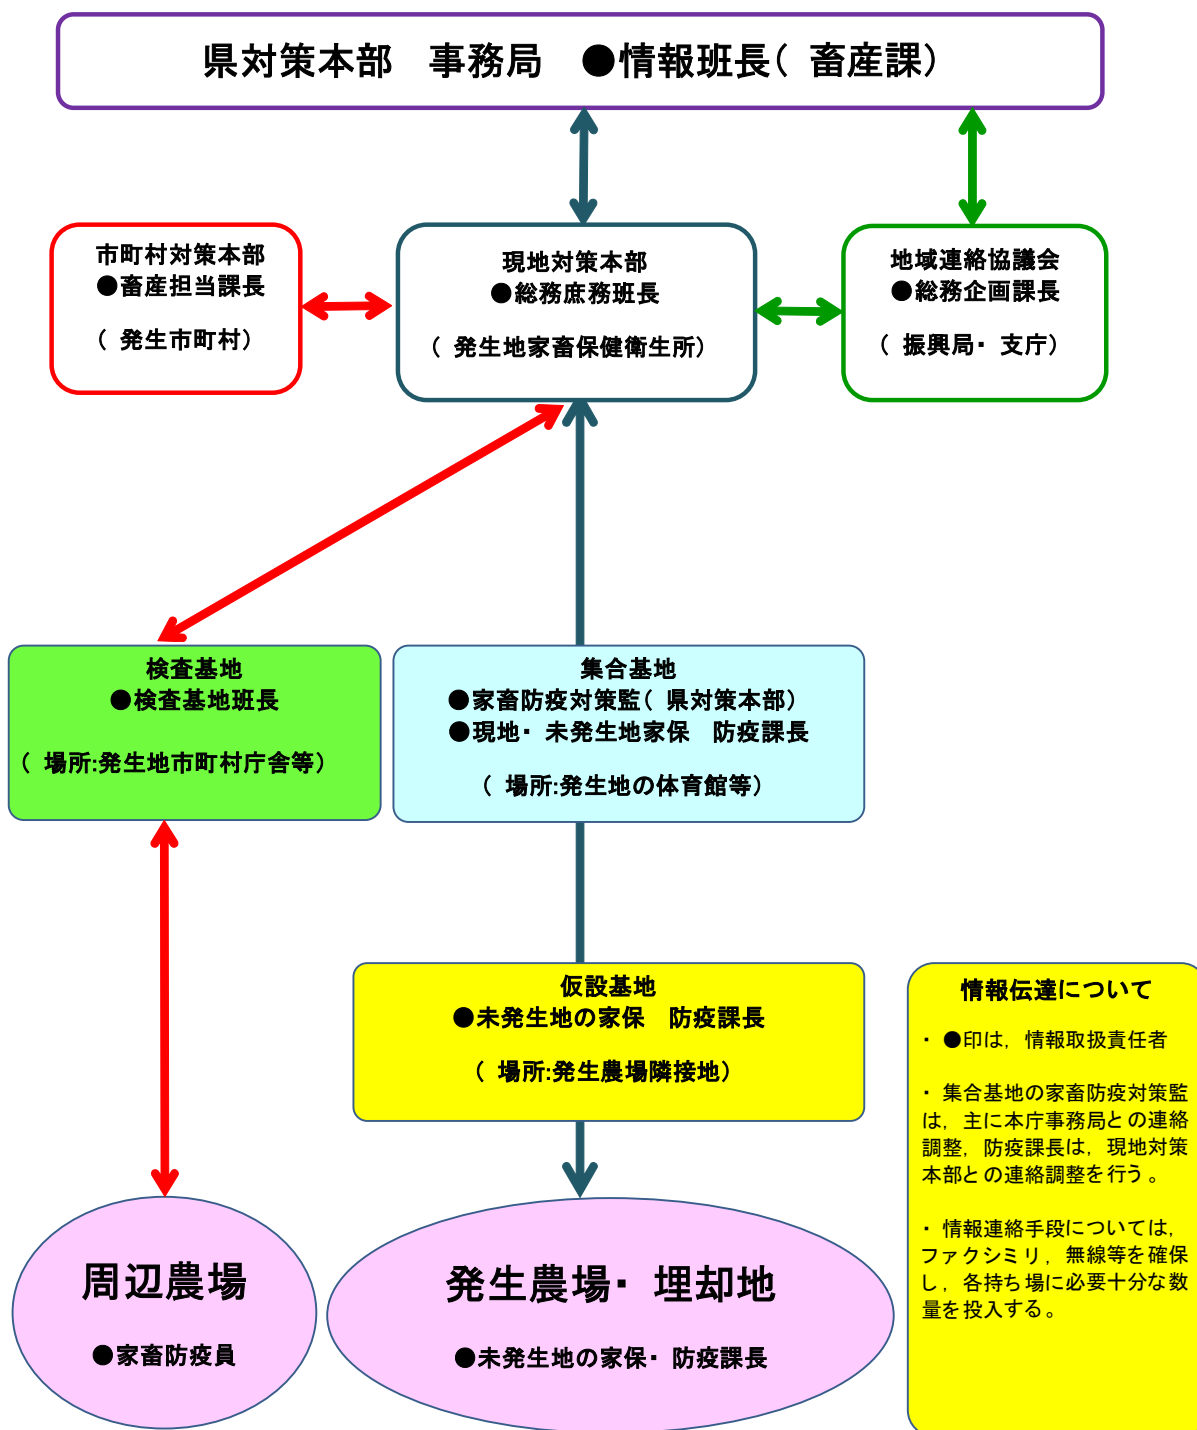 県対策本部　事務局　●情報班長(　畜産課)
市町村対策本部
●畜産担当課長
(　発生市町村)
現地対策本部
●総務庶務班長
(　発生地家畜保健衛生所)
地域連絡協議会
●総務企画課長
(　振興局・ 支庁)
検査基地
●検査基地班長
(　場所:発生地市町村庁舎等)
集合基地
●家畜防疫対策監(　県対策本部)
●現地・ 未発生地家保　防疫課長
(　場所:発生地の体育館等)
仮設基地
●未発生地の家保　防疫課長
(　場所:発生農場隣接地)
周辺農場
●家畜防疫員
発生農場・ 埋却地
●未発生地の家保・ 防疫課長
情報伝達について
・ ●印は，情報取扱責任者
・ 集合基地の家畜防疫対策監
は，主に本庁事務局との連絡
調整，防疫課長は，現地対策
本部との連絡調整を行う。
・ 情報連絡手段については，
ファクシミリ，無線等を確保
し，各持ち場に必要十分な数
量を投入する。